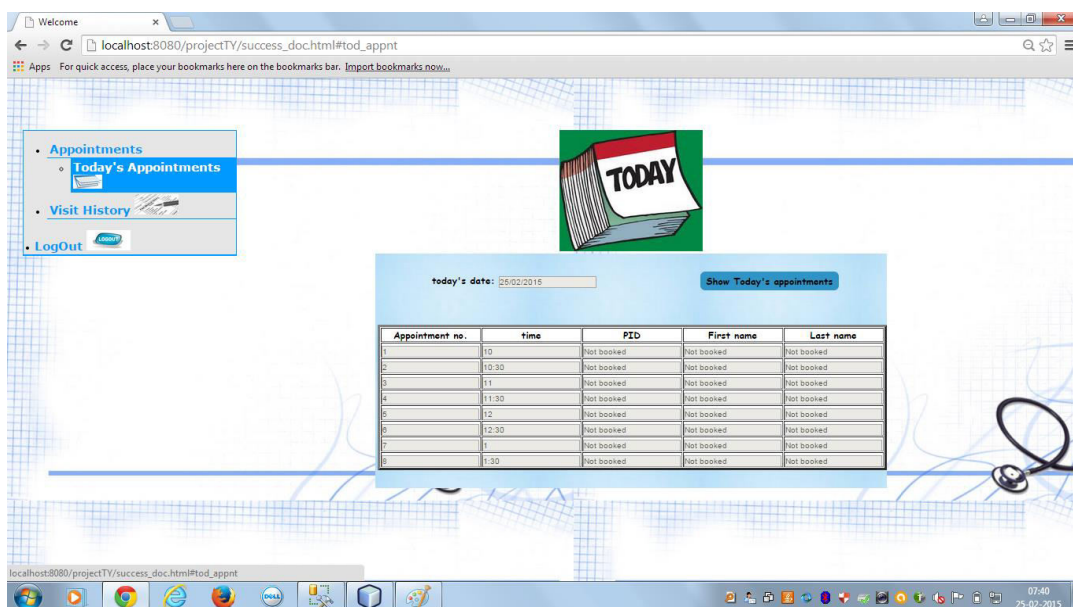 Welcome
localhost:8080/projectTY/success_doc.html#tod_appnt
Apps For quick access, place your bookmarks here on the bookmarks bar. Import bookmarks now...
Appointments
Today's Appointments
Visit History
LogOut LOGOUT
TODAY
today's date: 25/02/2015 Show Today's appointments
Appointment no. time PID First name Last name
1 10 Not booked Not booked Not booked
2 10:30 Not booked Not booked Not booked
3 11 Not booked Not booked Not booked
4 11:30 Not booked Not booked Not booked
5 12 Not booked Not booked Not booked
6 12:30 Not booked Not booked Not booked
7 1 Not booked Not booked Not booked
8 1:30 Not booked Not booked Not booked
localhost:8080/projectTY/success_doc.html#tod_appnt
DELL
07:40
25-02-2015